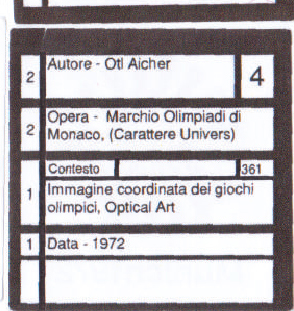 2 Autore - Otl Aicher 4
2 Opera - Marchio Olimpiadi di
Monaco, (Carattere Univers)
Contesto 361
1 Immagine coordinata dei giochi
olimpici, Optical Art
1 Data - 1972